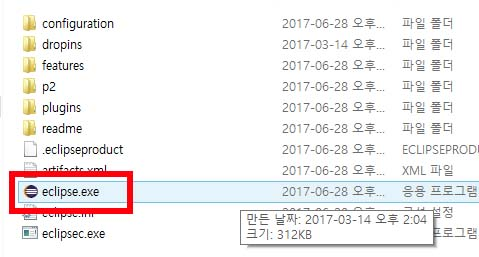 configuration 2017-06-28 오후... 파일 폴더
dropins 2017-03-14 오후... 파일 폴더
features 2017-06-28 오후... 파일 폴더
p2 2017-06-28 오후... 파일 폴더
plugins 2017-06-28 오후... 파일 폴더
readme 2017-06-28 오후... 파일 폴더
.eclipseproduct 2017-06-28 오후... ECLIPSEPRODU
artifacts.xml 2017-06-28 오후... XML 파일
eclipse.exe 2017-06-28 오후... 응용 프로그램
eclipse.ini 2017-06-28 오후... 구성 설정
만든 날짜: 2017-03-14 오후 2:04
크기: 312KB
eclipsec.exe 프로그램